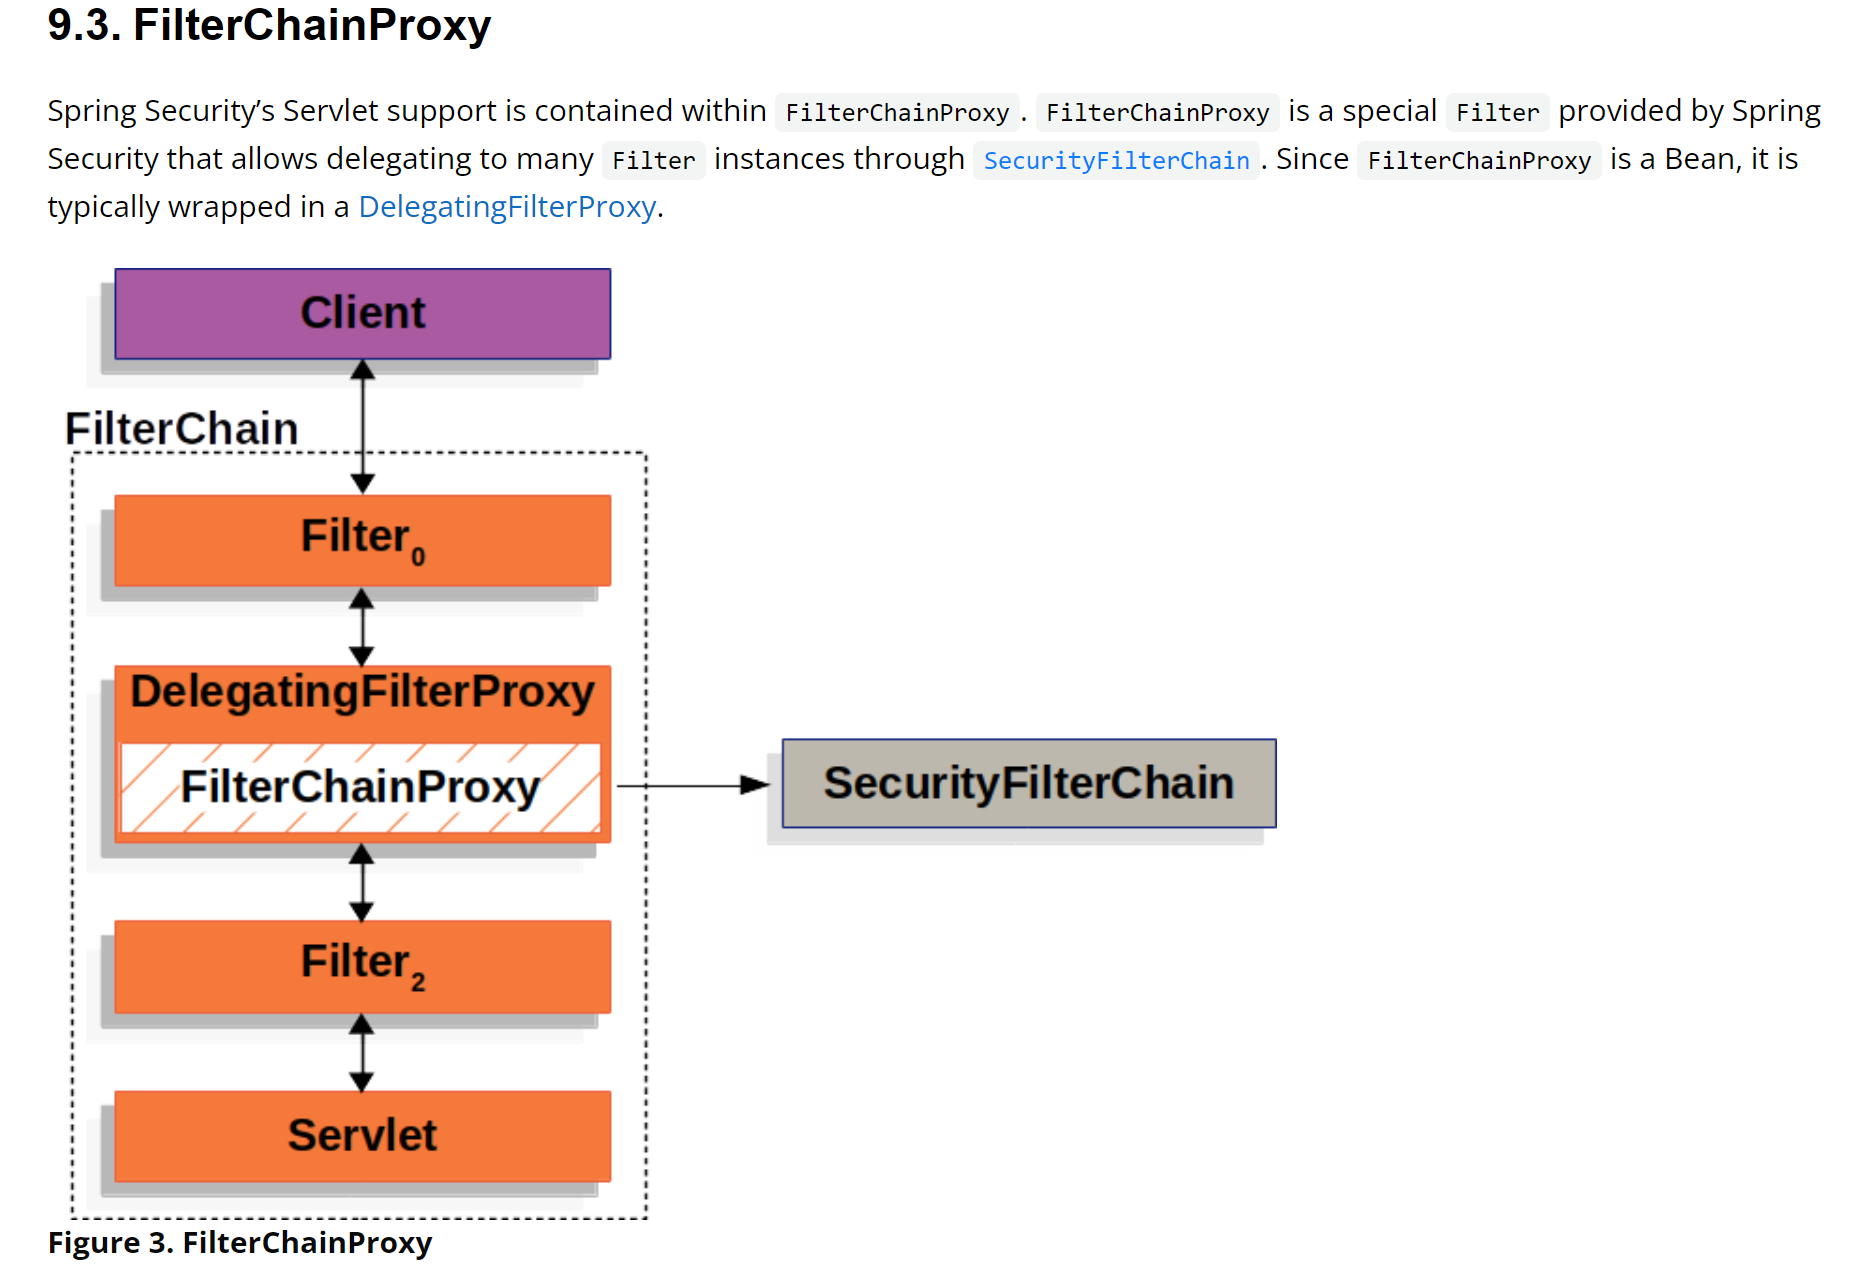 9.3. FilterChainProxy
Spring Security’s Servlet support is contained within FilterChainProxy. FilterChainProxy is a special Filter provided by Spring
Security that allows delegating to many Filter instances through SecurityFilterChain. Since FilterChainProxy is a Bean, it is
typically wrapped in a DelegatingFilterProxy.
Client
FilterChain
Filter0
DelegatingFilterProxy
FilterChainProxy
SecurityFilterChain
Filter2
Servlet
Figure 3. FilterChainProxy